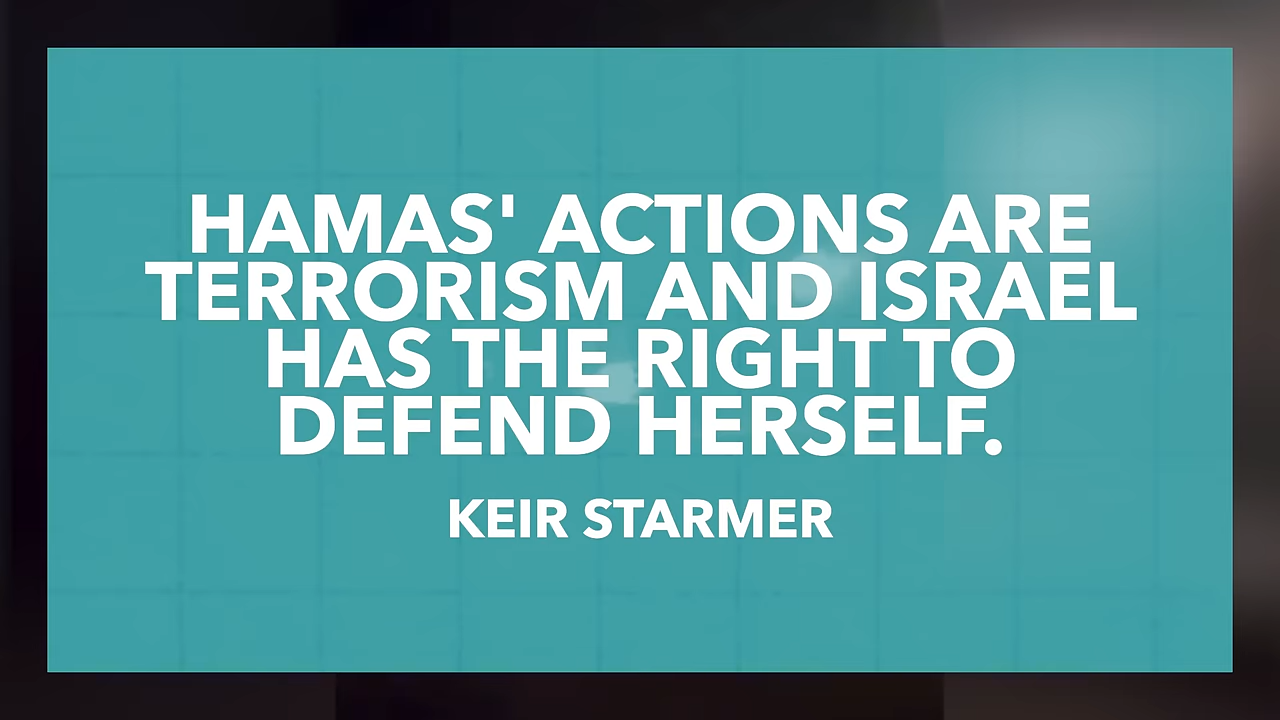 HAMAS' ACTIONS ARE
TERRORISM AND ISRAEL
HAS THE RIGHT TO
DEFEND HERSELF.
KEIR STARMER